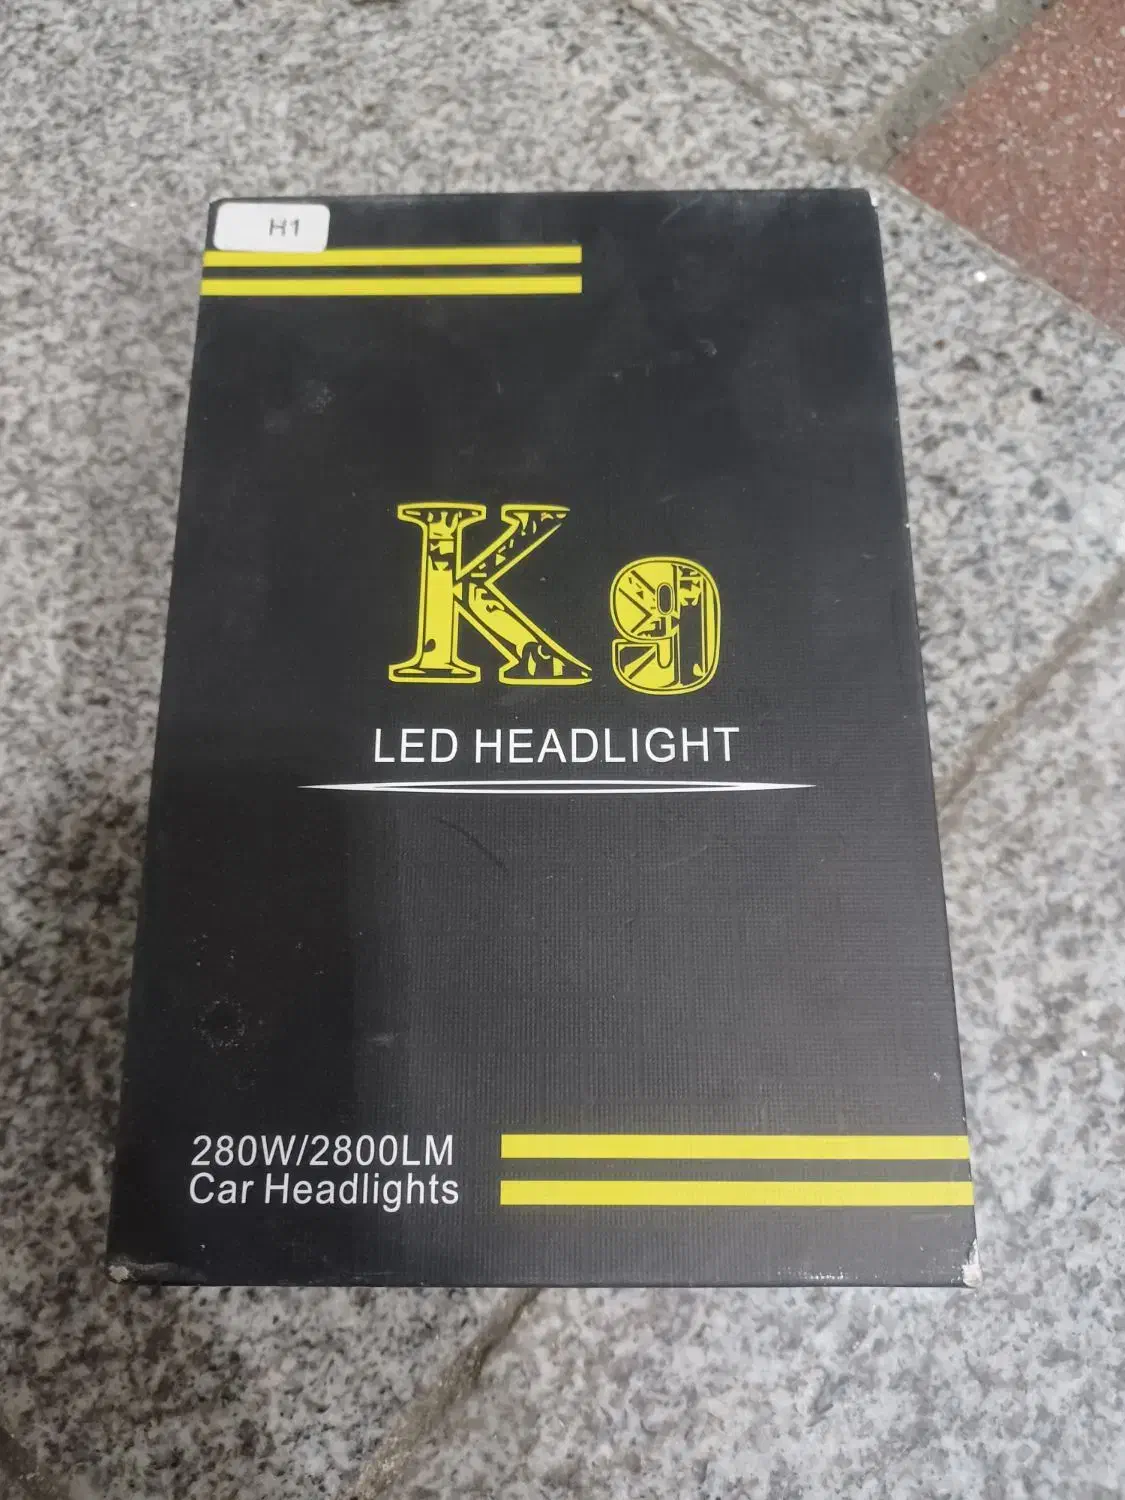 H1
K9
LED HEADLIGHT
280W/2800LM
Car Headlights